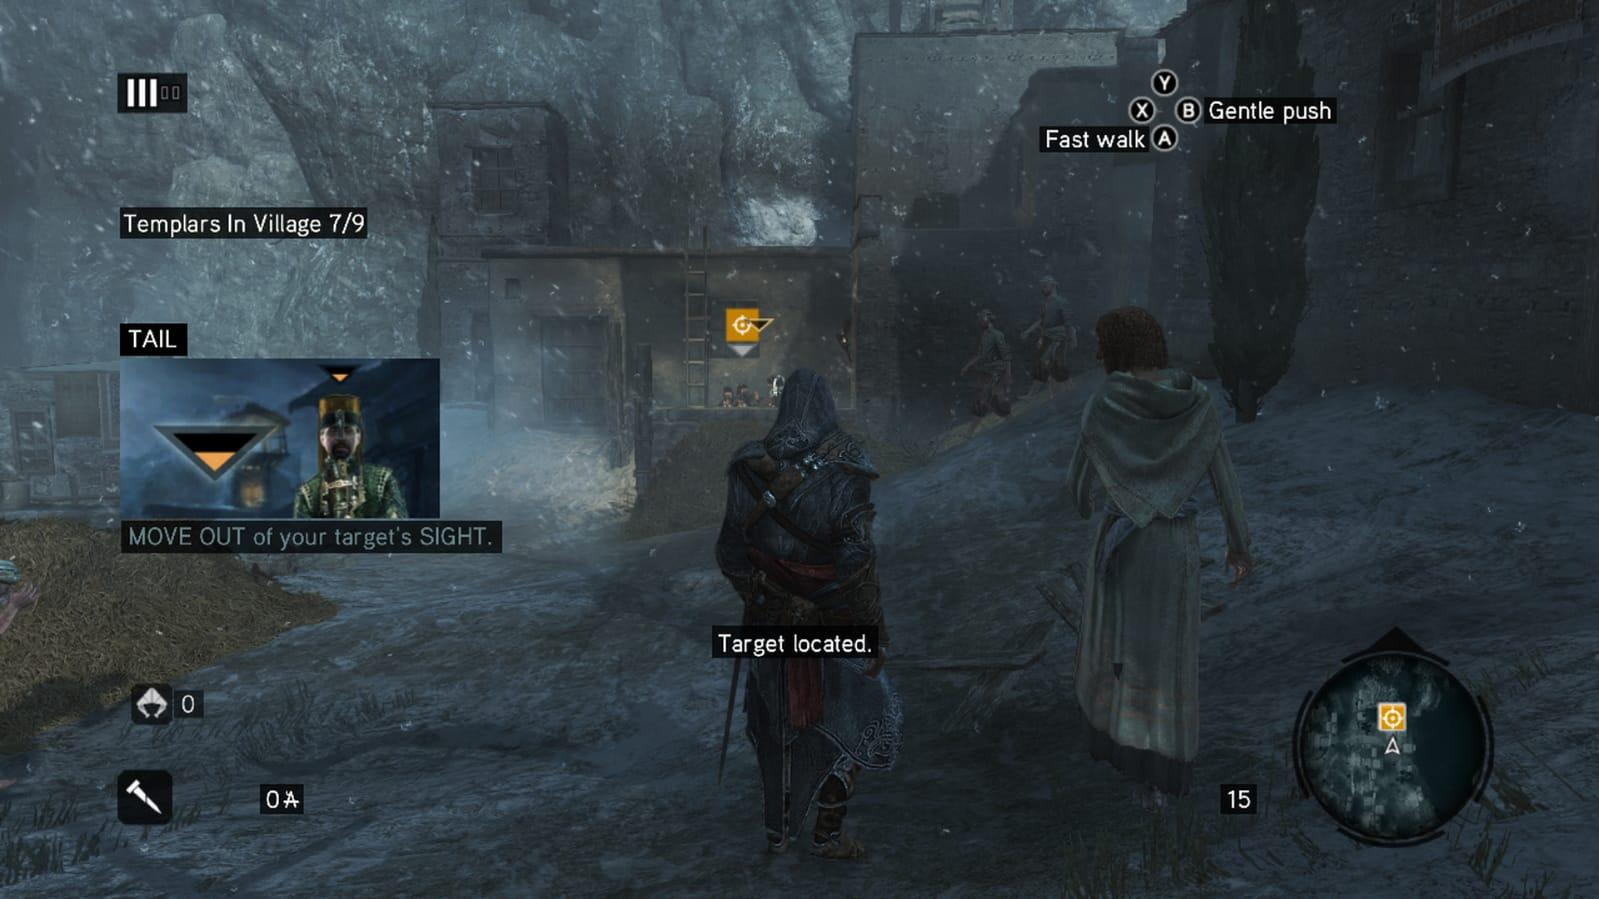 Y
X B Gentle push
Fast walk A
Templars In Village 7/9
TAIL
MOVE OUT of your target's SIGHT.
Target located.
0
0
15